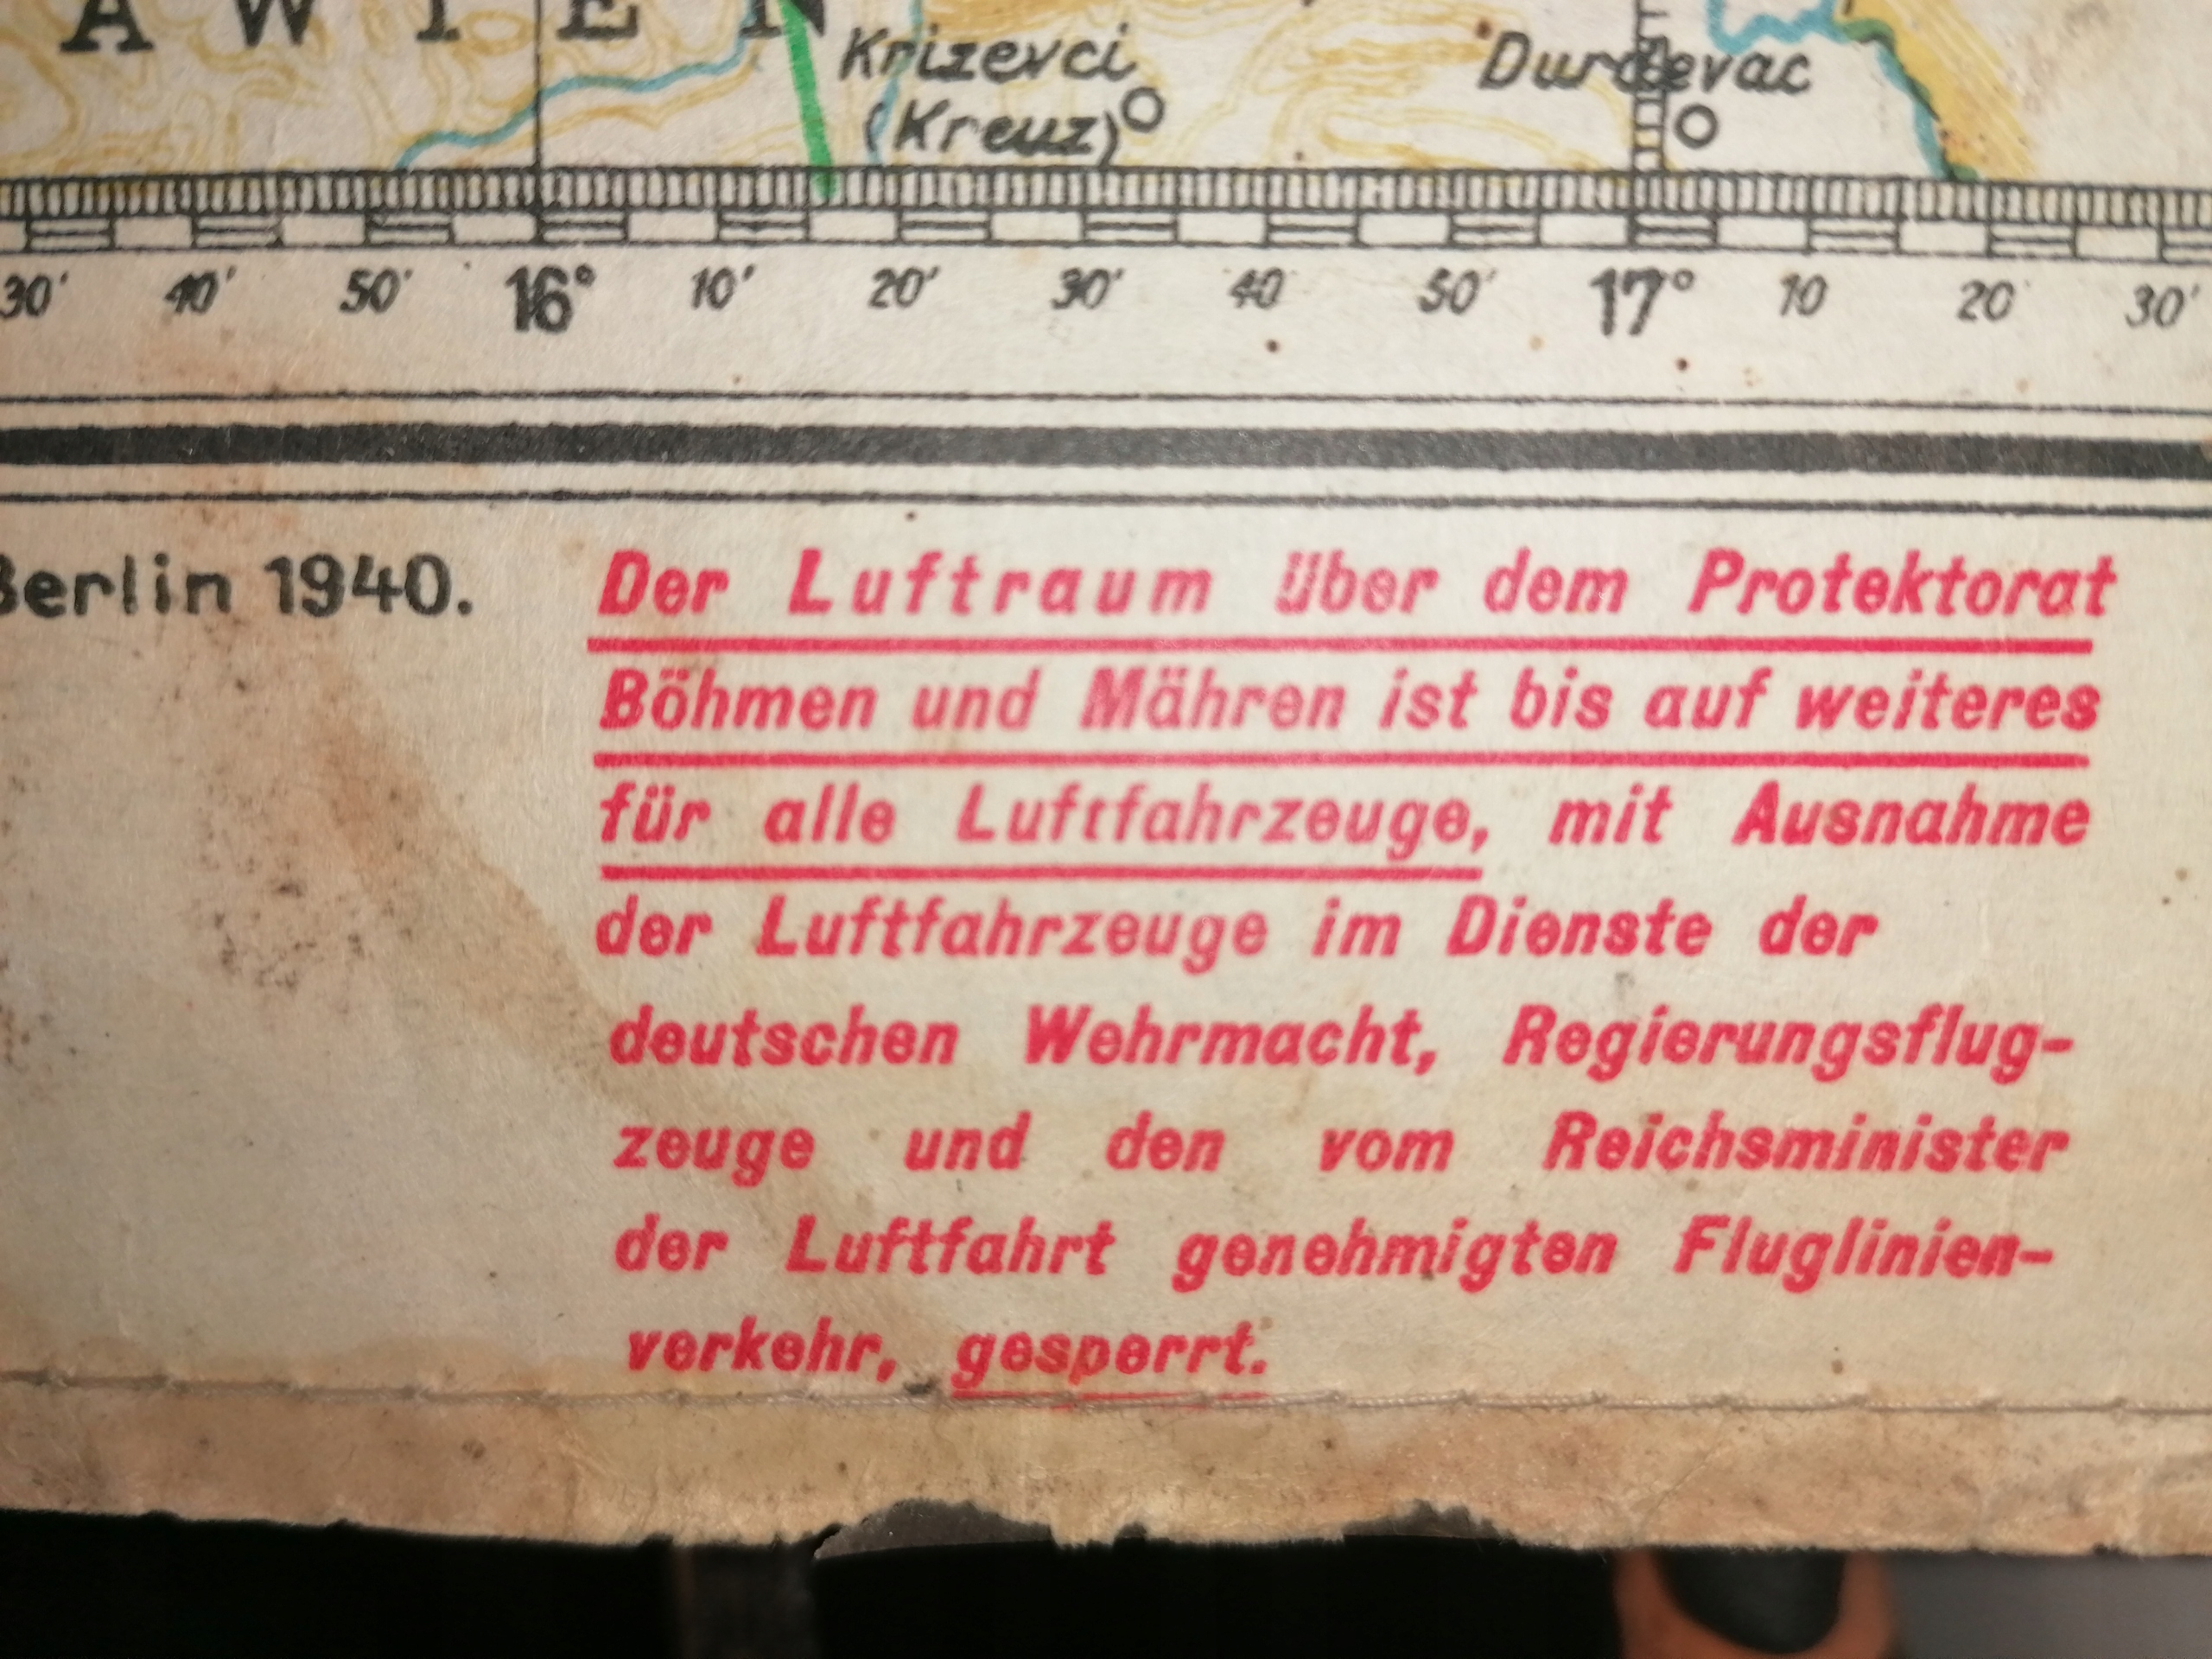 A W I E N
Krizevci
(Kreuz)
Durdevac
30' 40' 50' 16° 10' 20' 30' 40 50' 17° 10 20 30'
Berlin 1940.
Der Luftraum über dem Protektorat
Böhmen und Mähren ist bis auf weiteres
für alle Luftfahrzeuge, mit Ausnahme
der Luftfahrzeuge im Dienste der
deutschen Wehrmacht, Regierungsflug-
zeuge und den vom Reichsminister
der Luftfahrt genehmigten Fluglinien-
verkehr, gesperrt.